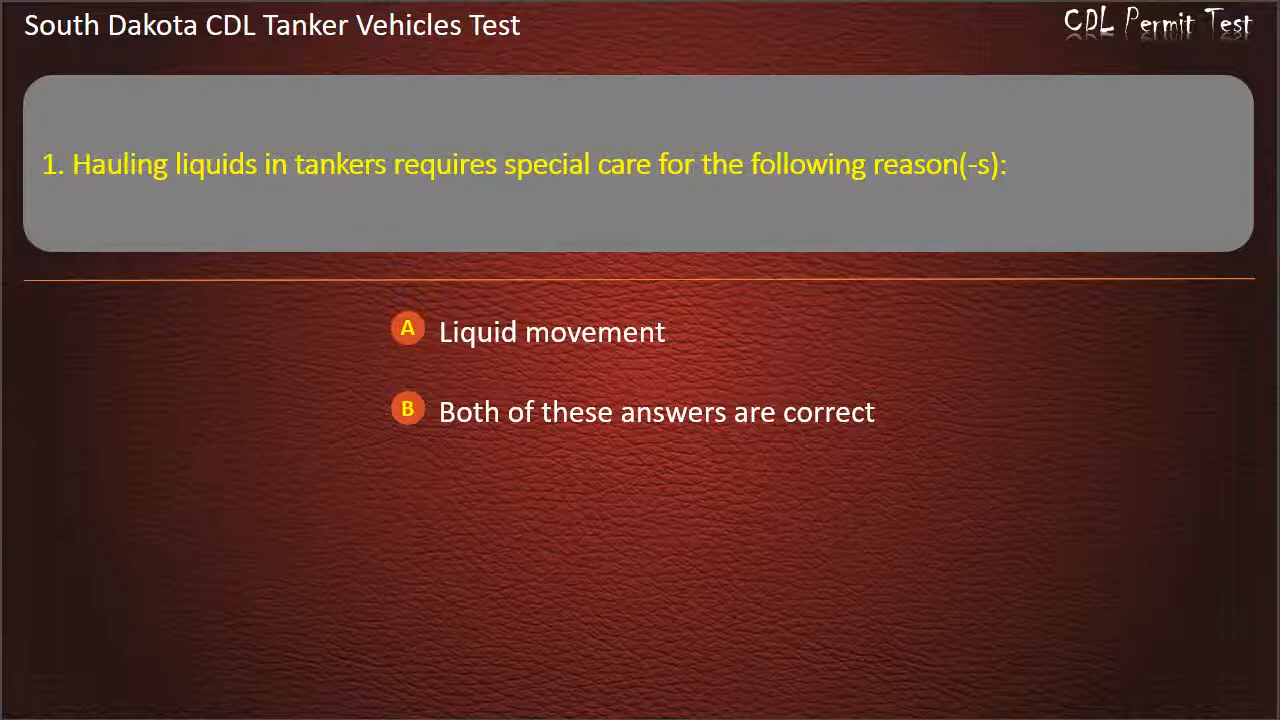 South Dakota CDL Tanker Vehicles Test
CDL Permit Test
1. Hauling liquids in tankers requires special care for the following reason(-s):
A Liquid movement
B Both of these answers are correct